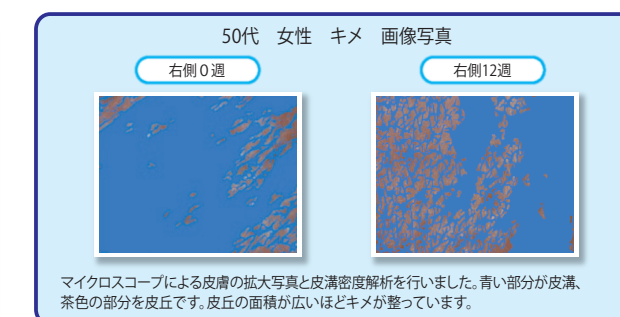 50代　女性　キメ　画像写真
右側０週
右側12週
マイクロスコープによる皮膚の拡大写真と皮溝密度解析を行いました。青い部分が皮溝、
茶色の部分を皮丘です。皮丘の面積が広いほどキメが整っています。